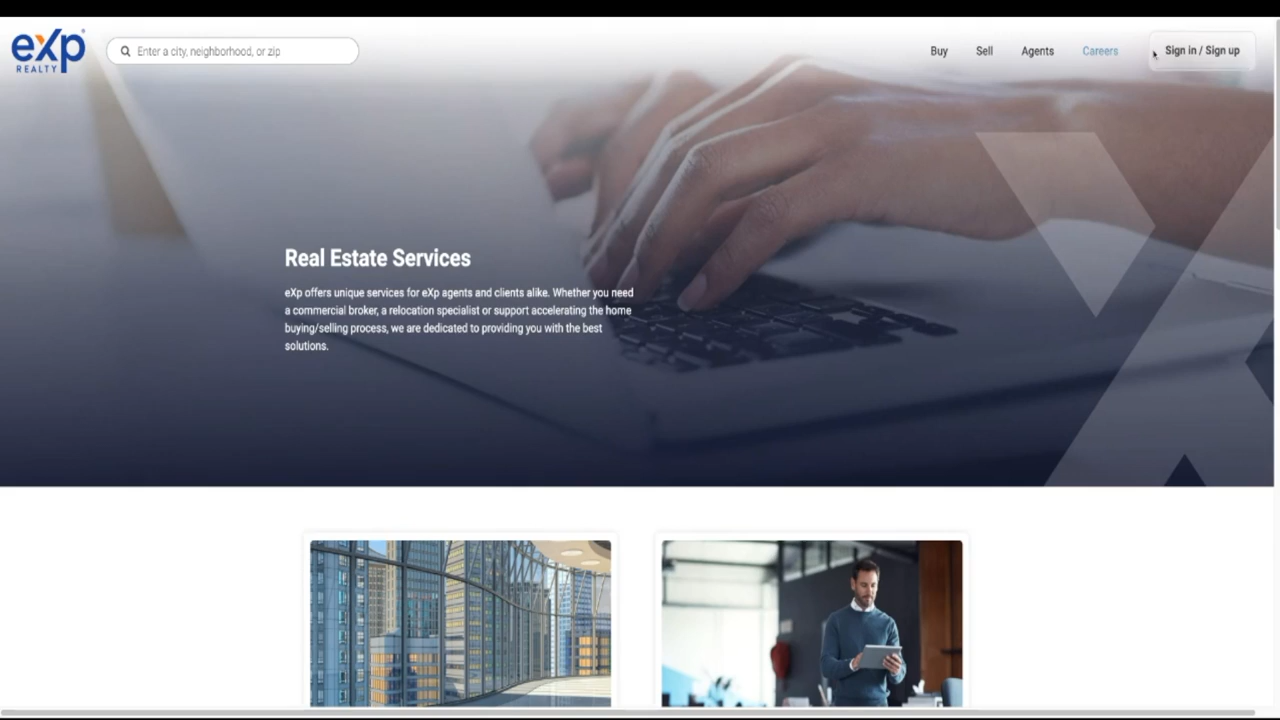 eXp
REALTY
Enter a city, neighborhood, or zip
Buy
Sell
Agents
Careers
Sign in / Sign up
Real Estate Services
eXp offers unique services for eXp agents and clients alike. Whether you need
a commercial broker, a relocation specialist or support accelerating the home
buying/selling process, we are dedicated to providing you with the best
solutions.